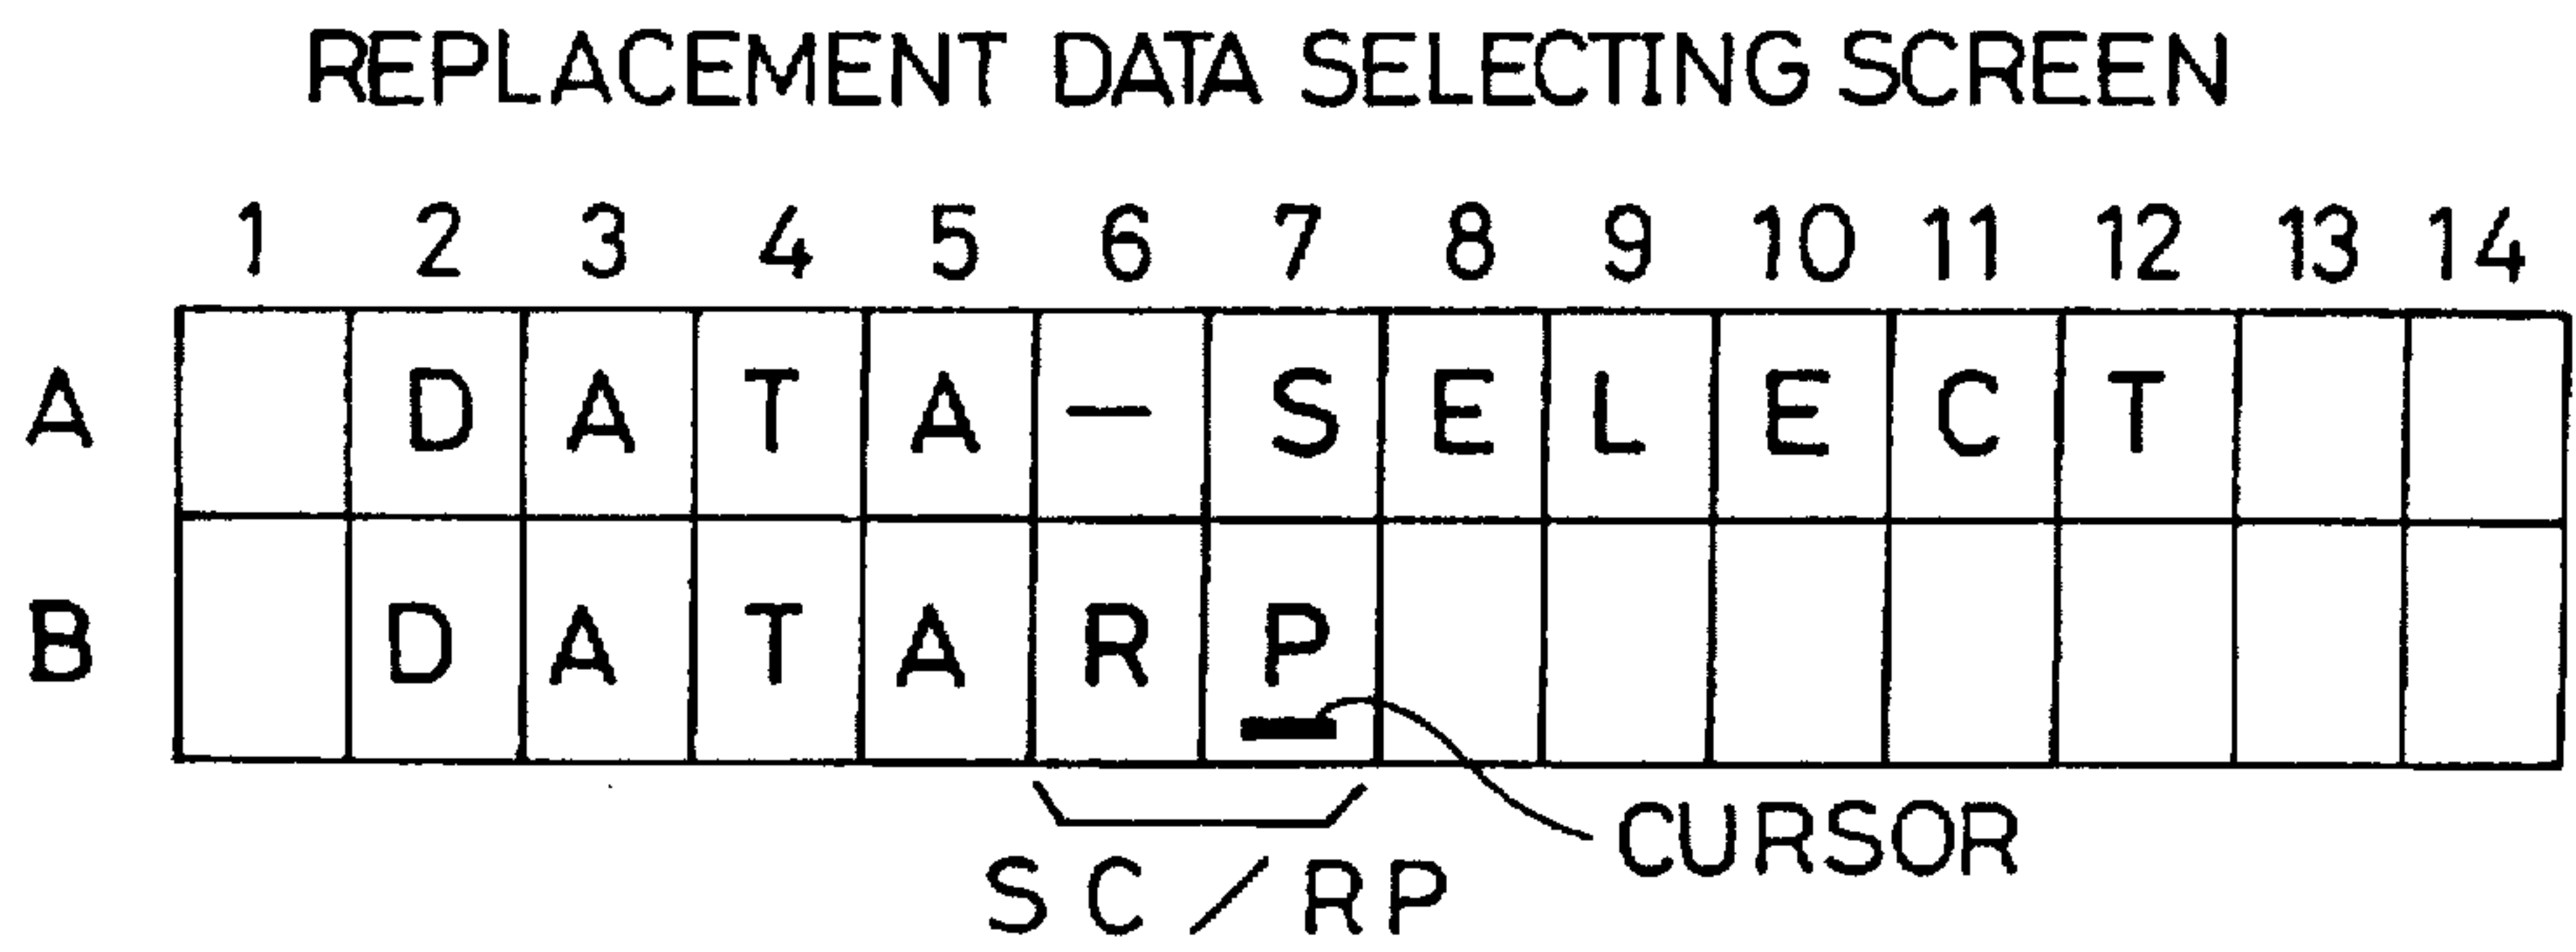 REPLACEMENT DATA SELECTING SCREEN
1 2 3 4 5 6 7 8 9 10 11 12 13 14
A D A T A - S E L E C T
B D A T A R P
CURSOR
SC/RP